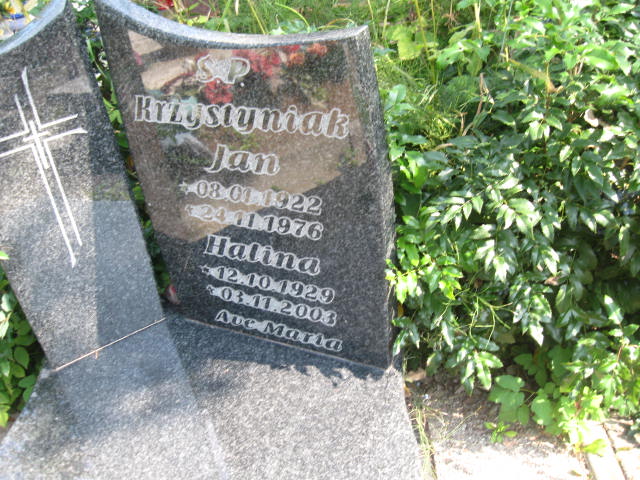 Ś.P.
Krzystyniak
Jan
*08.01.1922
+24.11.1976
Halina
*12.10.1929
+03.11.2003
Ave Maria